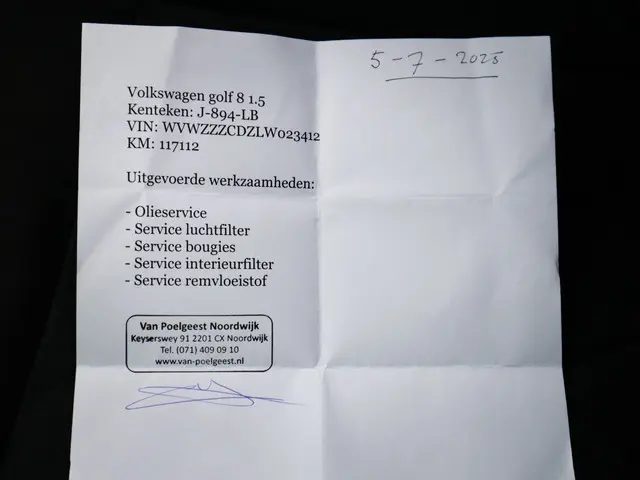 5-7-2025
Volkswagen golf 8 1.5
Kenteken: J-894-LB
VIN: WVWZZZCDZLW023412
KM: 117112
Uitgevoerde werkzaamheden:
- Olieservice
- Service luchtfilter
- Service bougies
- Service interieurfilter
- Service remvloeistof
Van Poelgeest Noordwijk
Keyserswey 91 2201 CX Noordwijk
Tel. (071) 409 09 10
www.van-poelgeest.nl